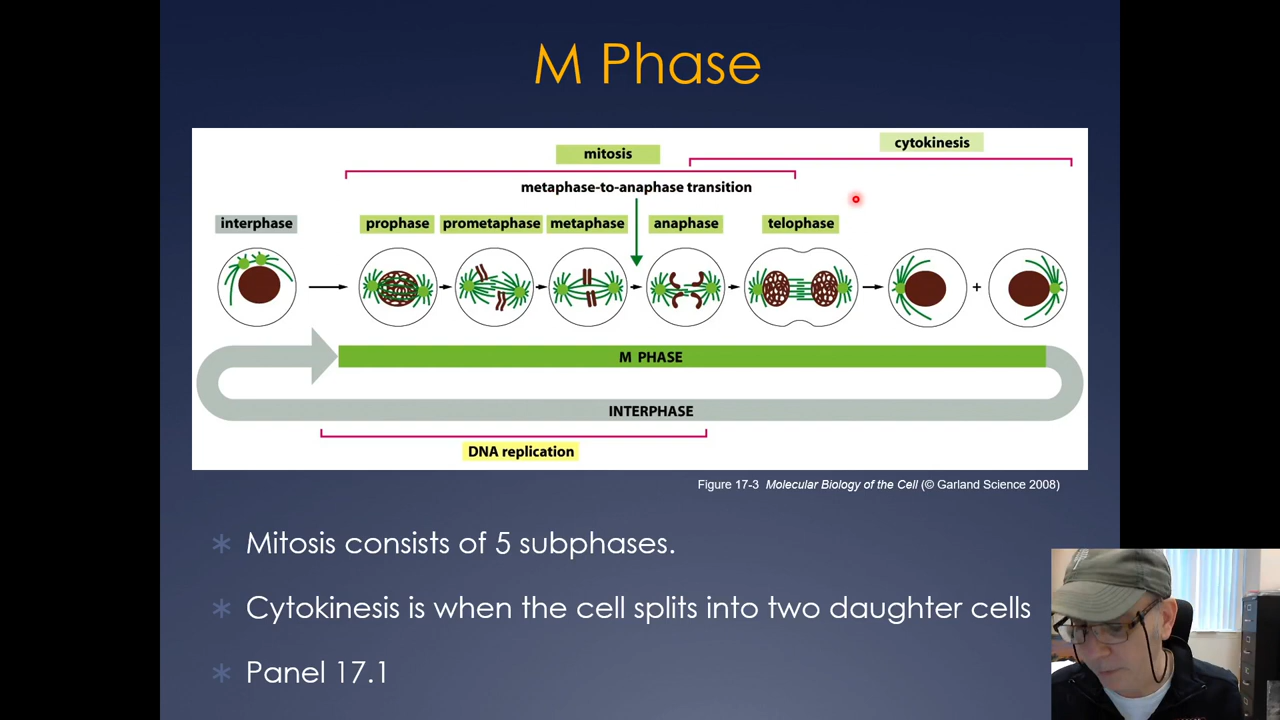 M Phase
cytokinesis
mitosis
metaphase-to-anaphase transition
interphase prophase prometaphase metaphase anaphase telophase
+
M PHASE
INTERPHASE
DNA replication
Figure 17-3 Molecular Biology of the Cell (© Garland Science 2008)
Mitosis consists of 5 subphases.
Cytokinesis is when the cell splits into two daughter cells
Panel 17.1